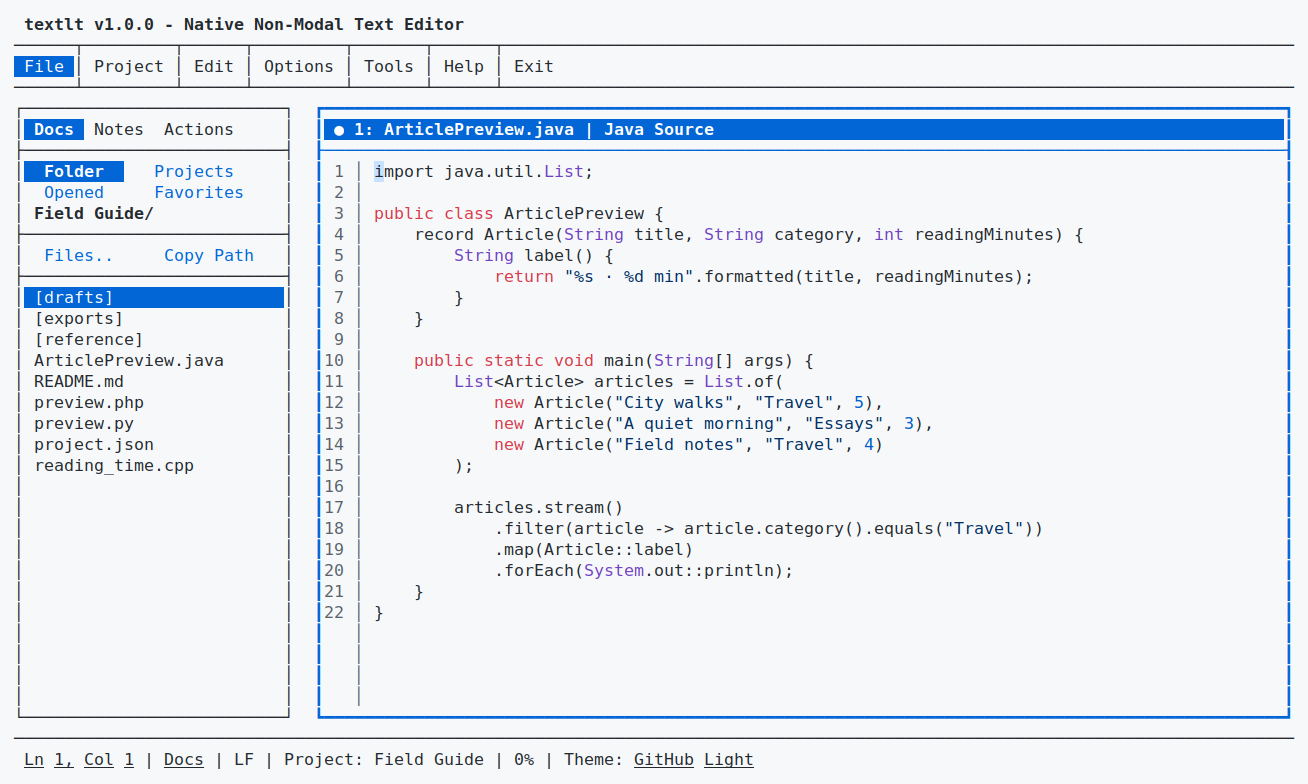 textlt v1.0.0 - Native Non-Modal Text Editor
File | Project | Edit | Options | Tools | Help | Exit
Docs Notes Actions
Folder Projects
Opened Favorites
Field Guide/
Files.. Copy Path
[drafts]
[exports]
[reference]
ArticlePreview.java
README.md
preview.php
preview.py
project.json
reading_time.cpp
● 1: ArticlePreview.java | Java Source
1 | import java.util.List;
2 |
3 | public class ArticlePreview {
4 |     record Article(String title, String category, int readingMinutes) {
5 |         String label() {
6 |             return "%s · %d min".formatted(title, readingMinutes);
7 |         }
8 |     }
9 |
10 |     public static void main(String[] args) {
11 |         List<Article> articles = List.of(
12 |             new Article("City walks", "Travel", 5),
13 |             new Article("A quiet morning", "Essays", 3),
14 |             new Article("Field notes", "Travel", 4)
15 |         );
16 |
17 |         articles.stream()
18 |             .filter(article -> article.category().equals("Travel"))
19 |             .map(Article::label)
20 |             .forEach(System.out::println);
21 |     }
22 | }
Ln 1, Col 1 | Docs | LF | Project: Field Guide | 0% | Theme: GitHub Light